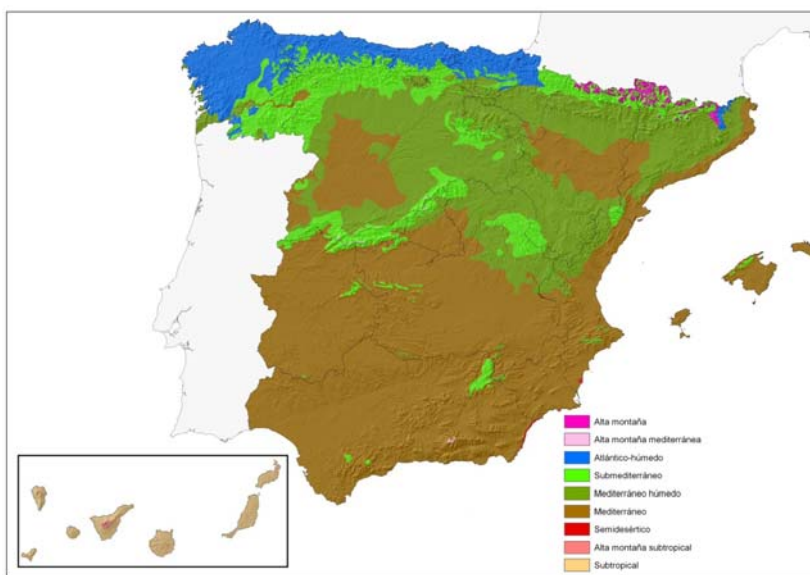 Alta montaña
Alta montaña mediterránea
Atlántico-húmedo
Submediterráneo
Mediterráneo húmedo
Mediterráneo
Semidesértico
Alta montaña subtropical
Subtropical